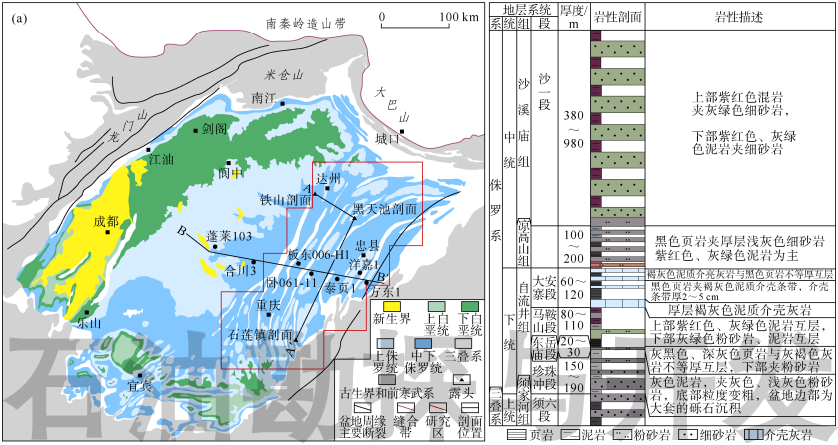 (a)
0 100 km
南秦岭造山带
米仓山
大巴山
龙门山
南江
城口
剑阁
江油
阆中
达州
A
铁山剖面
黑天池剖面
成都
B
蓬莱103
忠县
合川3
板东006-H1
洋嘉1
卧061-11
泰页1
B′
万东1
重庆
乐山
石莲镇剖面
A′
宜宾
新生界
上白垩统
下白垩统
上侏罗统
中下侏罗统
三叠系
古生界和前寒武系
露头
盆地周缘主要断裂
缝合带
研究区
剖面位置
地层系统
厚度/m
岩性剖面
岩性描述
系
统
组
段
侏罗系
中统
沙溪庙组
沙一段
380～980
上部紫红色混岩
夹灰绿色细砂岩,
下部紫红色、灰绿
色泥岩夹细砂岩
凉高山组
100～200
黑色页岩夹厚层浅灰色细砂岩
紫红色、灰绿色泥岩为主
下统
自流井组
大安寨段
60～120
褐灰色泥质介壳灰岩与黑色页岩不等厚互层
黑色页岩夹褐灰色泥质介壳条带,介壳
条带厚2～5 cm
厚层褐灰色泥质介壳灰岩
马鞍山段
80～110
上部紫红、灰绿色泥岩互层,
下部灰绿色粉砂岩、泥岩互层
东岳庙段
20～30
灰黑色、深灰色页岩与灰褐色灰
岩不等厚互层,下部夹粉砂岩
珍珠冲段
150～190
灰色泥岩,夹灰色、浅灰色粉砂
岩,底部粒度变粗,盆地边部为
大套的砾石沉积
三叠系
上统
须家河组
须六段
页岩
泥岩
粉砂岩
细砂岩
介壳灰岩
石油勘探与开发